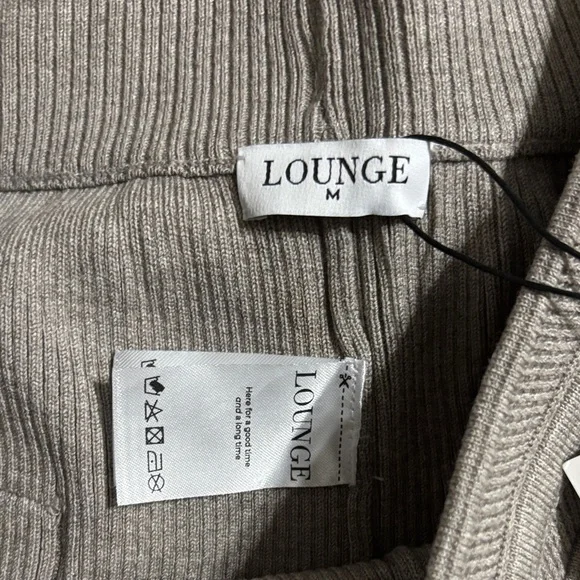 LOUNGE
M
LOUNGE
Here for a good time
and a long time